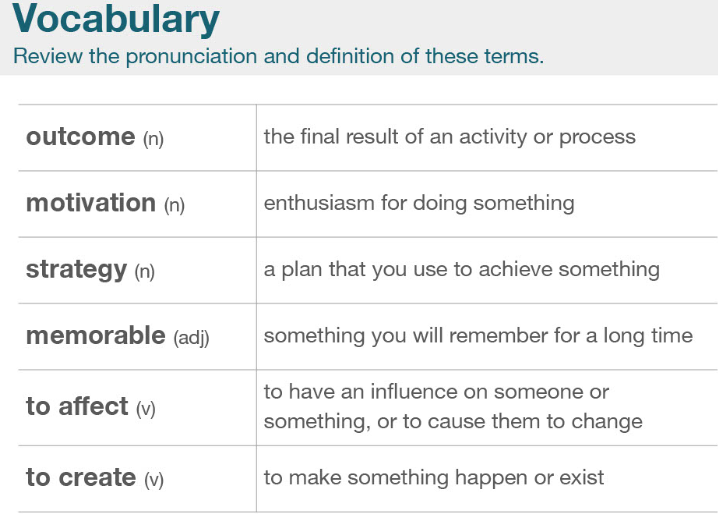 Vocabulary
Review the pronunciation and definition of these terms.
outcome (n) the final result of an activity or process
motivation (n) enthusiasm for doing something
strategy (n) a plan that you use to achieve something
memorable (adj) something you will remember for a long time
to affect (v) to have an influence on someone or
something, or to cause them to change
to create (v) to make something happen or exist